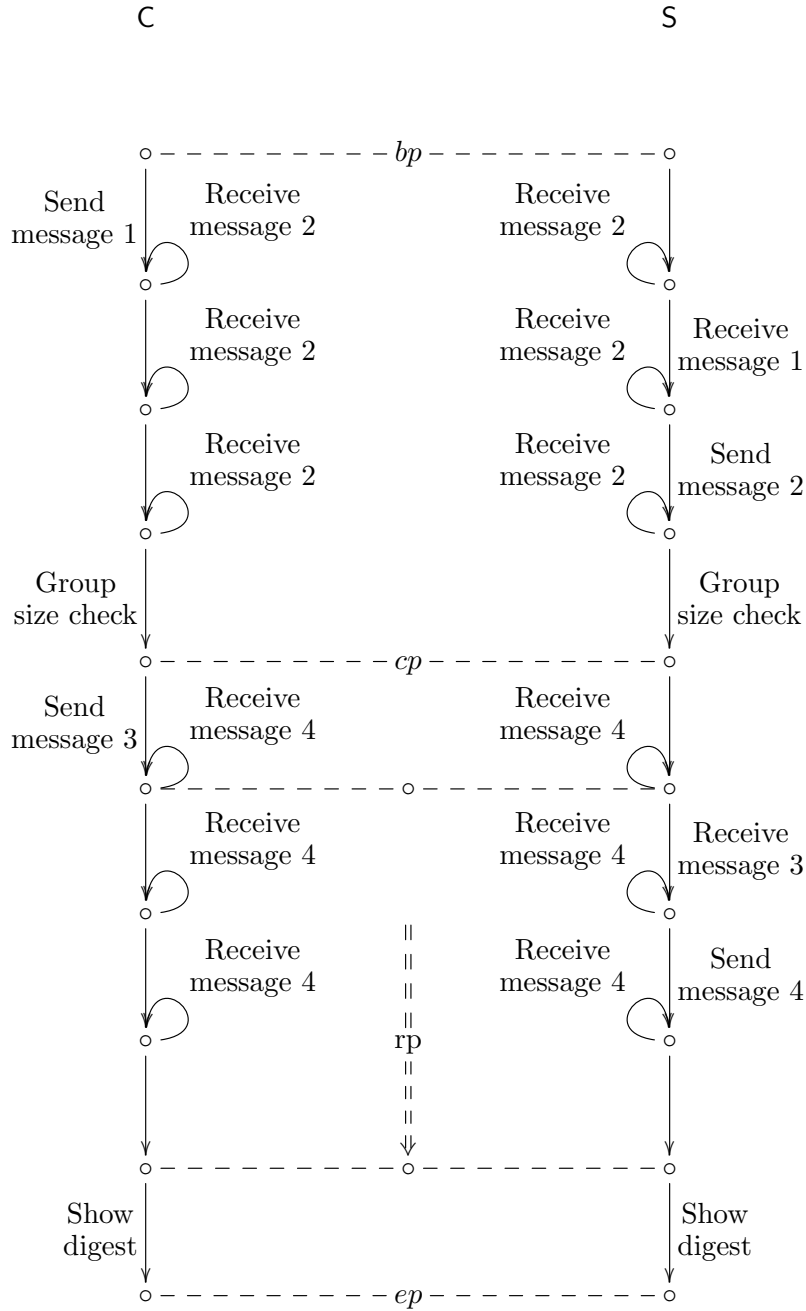 C S
bp
Send
message 1
Receive
message 2
Receive
message 2
Receive
message 2
Receive
message 2
Receive
message 1
Receive
message 2
Receive
message 2
Send
message 2
Group
size check
Group
size check
cp
Send
message 3
Receive
message 4
Receive
message 4
Receive
message 4
Receive
message 4
Receive
message 3
Receive
message 4
Receive
message 4
Send
message 4
rp
Show
digest
Show
digest
ep